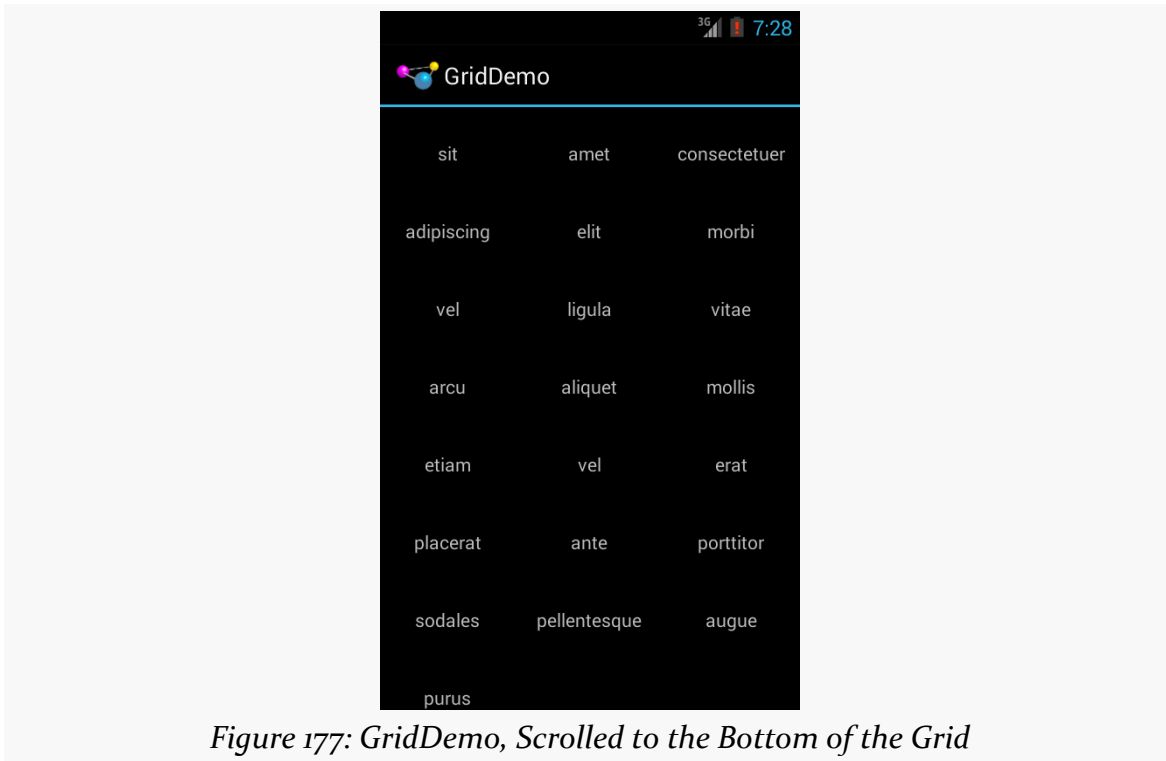 3G 7:28
GridDemo
sit amet consectetuer
adipiscing elit morbi
vel ligula vitae
arcu aliquet mollis
etiam vel erat
placerat ante porttitor
sodales pellentesque augue
purus
Figure 177: GridDemo, Scrolled to the Bottom of the Grid